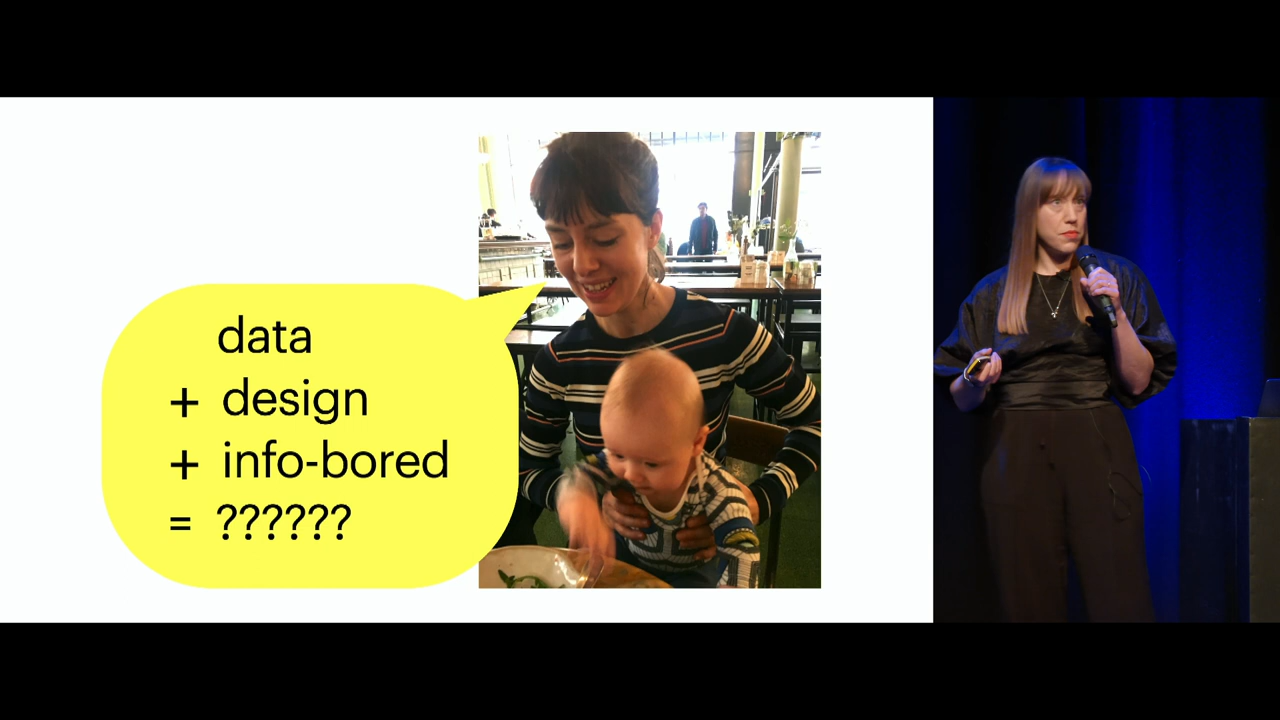 data
+ design
+ info-bored
= ??????